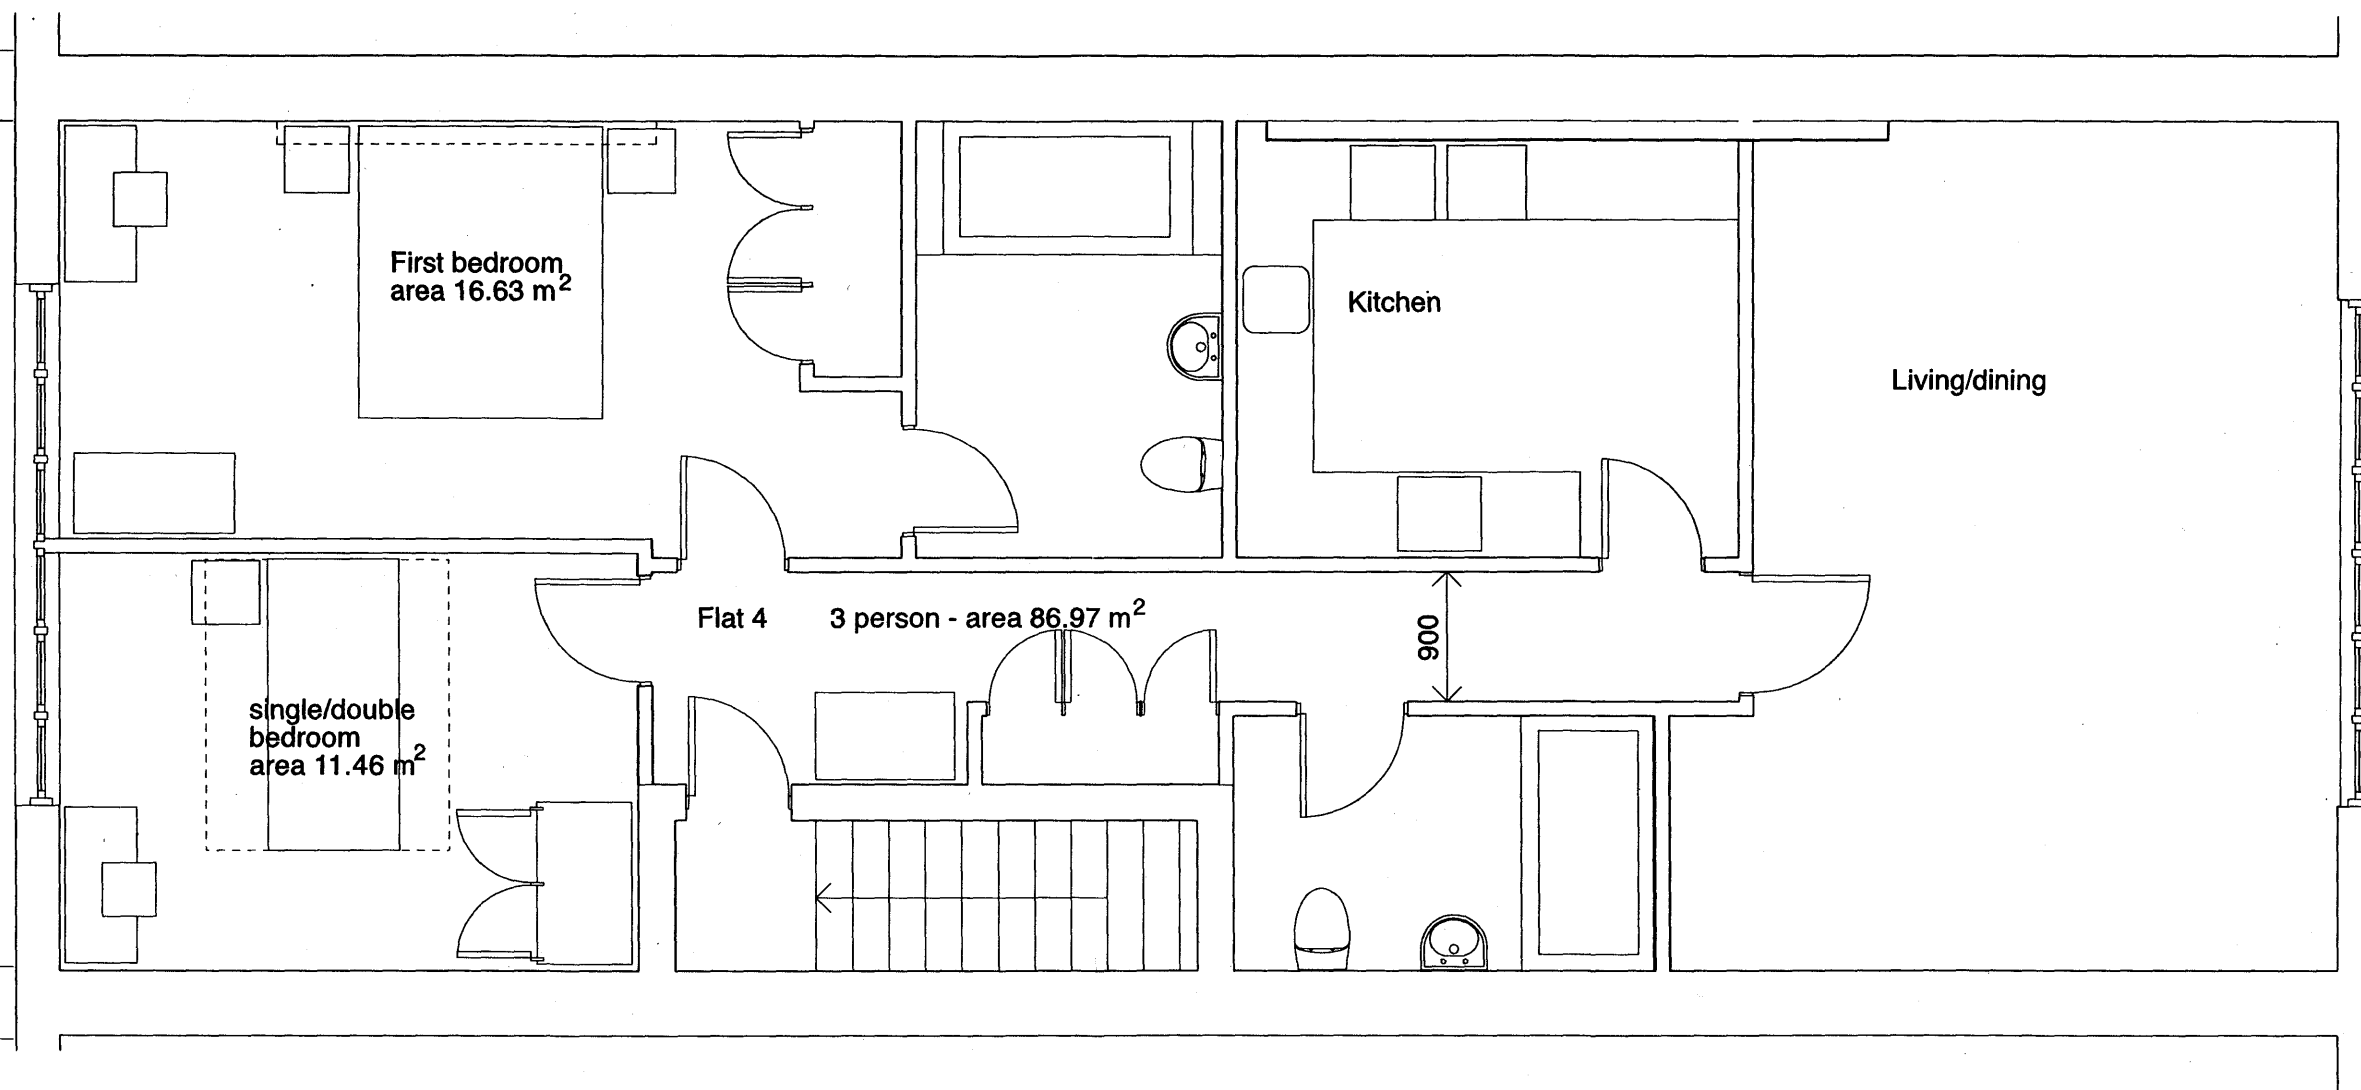 First bedroom
area 16.63 m²
Kitchen
Living/dining
Flat 4 3 person - area 86.97 m²
900
single/double
bedroom
area 11.46 m²